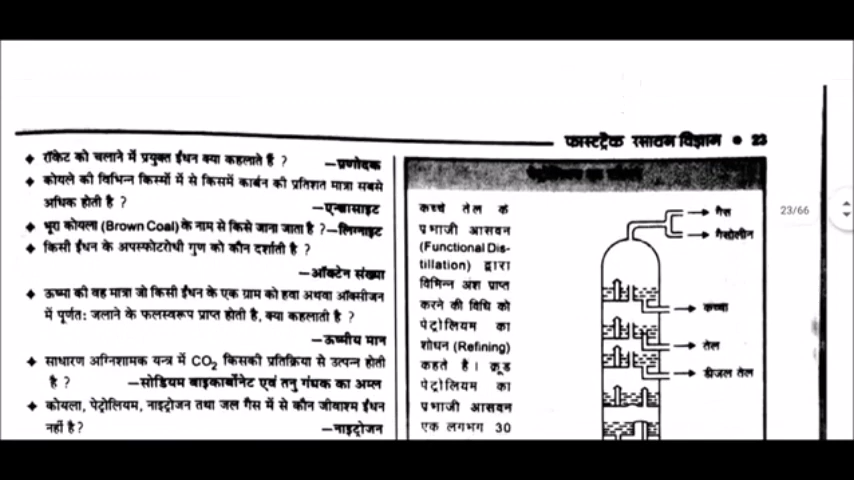 फास्टट्रैक रसायन विज्ञान ● 23
❖ रॉकेट को चलाने में प्रयुक्त ईंधन क्या कहलाते है ?
—प्रणोदक
❖ कोयले की विभिन्न किस्मों में से किसमें कार्बन की प्रतिशत मात्रा सबसे
अधिक होती है ?
—एन्थ्रासाइट
❖ भूरा कोयला (Brown Coal) के नाम से किसे जाना जाता है ? —लिग्नाइट
❖ किसी ईंधन के अपस्फोटरोधी गुण को कौन दर्शाती है ?
—ऑक्टेन संख्या
❖ ऊष्मा की वह मात्रा जो किसी ईंधन के एक ग्राम को हवा अथवा ऑक्सीजन
में पूर्णत: जलाने के फलस्वरूप प्राप्त होती है, क्या कहलाती है ?
—ऊष्मीय मान
❖ साधारण अग्निशामक यन्त्र में CO2 किसकी प्रतिक्रिया से उत्पन्न होती
है ? —सोडियम बाइकार्बोनेट एवं तनु गंधक का अम्ल
❖ कोयला, पेट्रोलियम, नाइट्रोजन तथा जल गैस में से कौन जीवाश्म ईंधन
नहीं है ?
—नाइट्रोजन
कच्चे तेल के
प्रभाजी आसवन
(Functional Dis-
tillation) द्वारा
विभिन्न अंश प्राप्त
करने की विधि को
पेट्रोलियम का
शोधन (Refining)
कहते है । क्रूड
पेट्रोलियम का
प्रभाजी आसवन
एक लगभग 30
गैस
गैसोलीन
कच्चा
तेल
डीजल तेल
23/66